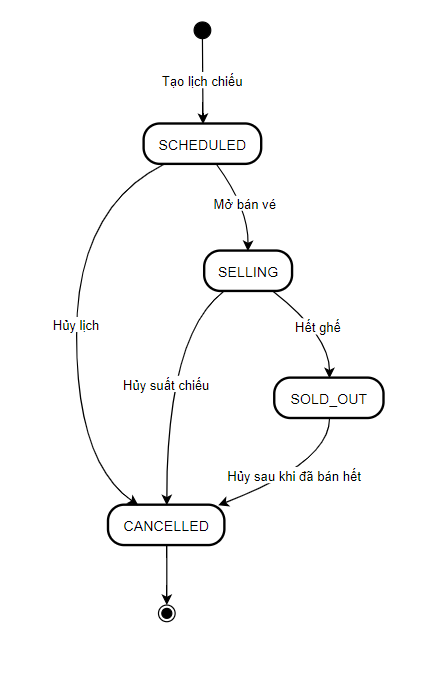 Tạo lịch chiếu
SCHEDULED
Mở bán vé
SELLING
Hủy lịch
Hết ghế
Hủy suất chiếu
SOLD_OUT
Hủy sau khi đã bán hết
CANCELLED